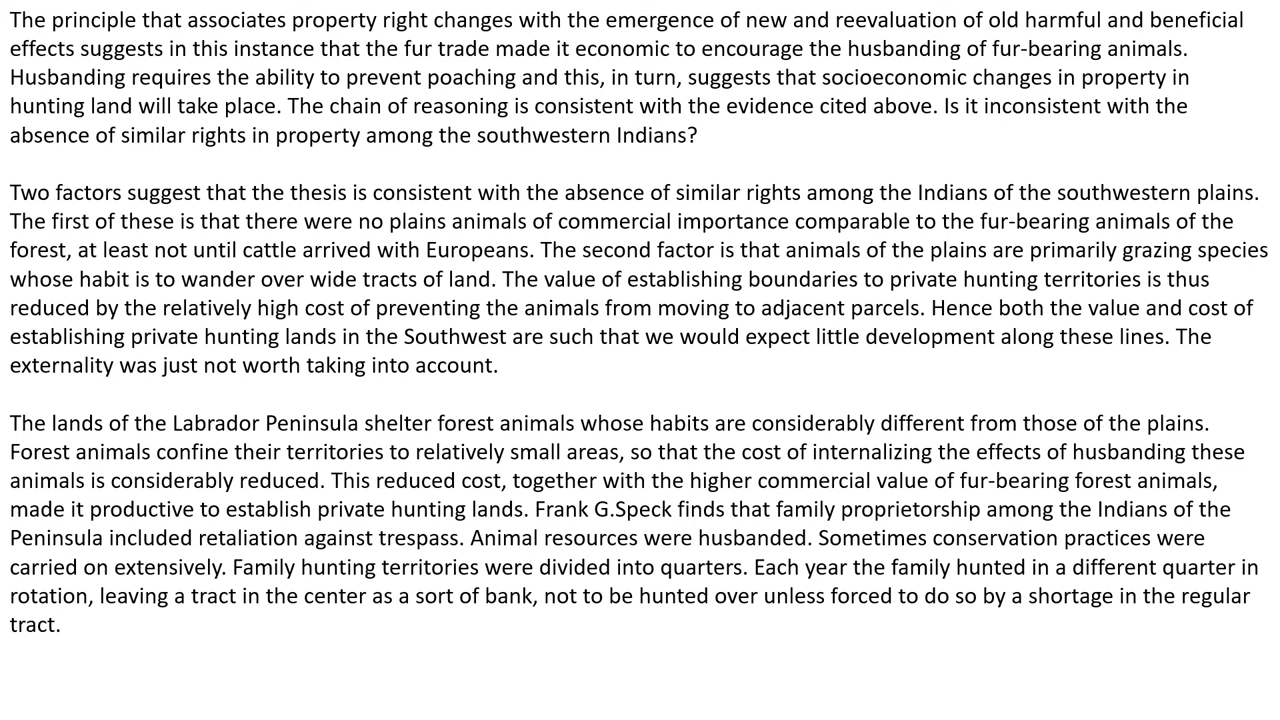 The principle that associates property right changes with the emergence of new and reevaluation of old harmful and beneficial
effects suggests in this instance that the fur trade made it economic to encourage the husbanding of fur-bearing animals.
Husbanding requires the ability to prevent poaching and this, in turn, suggests that socioeconomic changes in property in
hunting land will take place. The chain of reasoning is consistent with the evidence cited above. Is it inconsistent with the
absence of similar rights in property among the southwestern Indians?

Two factors suggest that the thesis is consistent with the absence of similar rights among the Indians of the southwestern plains.
The first of these is that there were no plains animals of commercial importance comparable to the fur-bearing animals of the
forest, at least not until cattle arrived with Europeans. The second factor is that animals of the plains are primarily grazing species
whose habit is to wander over wide tracts of land. The value of establishing boundaries to private hunting territories is thus
reduced by the relatively high cost of preventing the animals from moving to adjacent parcels. Hence both the value and cost of
establishing private hunting lands in the Southwest are such that we would expect little development along these lines. The
externality was just not worth taking into account.

The lands of the Labrador Peninsula shelter forest animals whose habits are considerably different from those of the plains.
Forest animals confine their territories to relatively small areas, so that the cost of internalizing the effects of husbanding these
animals is considerably reduced. This reduced cost, together with the higher commercial value of fur-bearing forest animals,
made it productive to establish private hunting lands. Frank G.Speck finds that family proprietorship among the Indians of the
Peninsula included retaliation against trespass. Animal resources were husbanded. Sometimes conservation practices were
carried on extensively. Family hunting territories were divided into quarters. Each year the family hunted in a different quarter in
rotation, leaving a tract in the center as a sort of bank, not to be hunted over unless forced to do so by a shortage in the regular
tract.